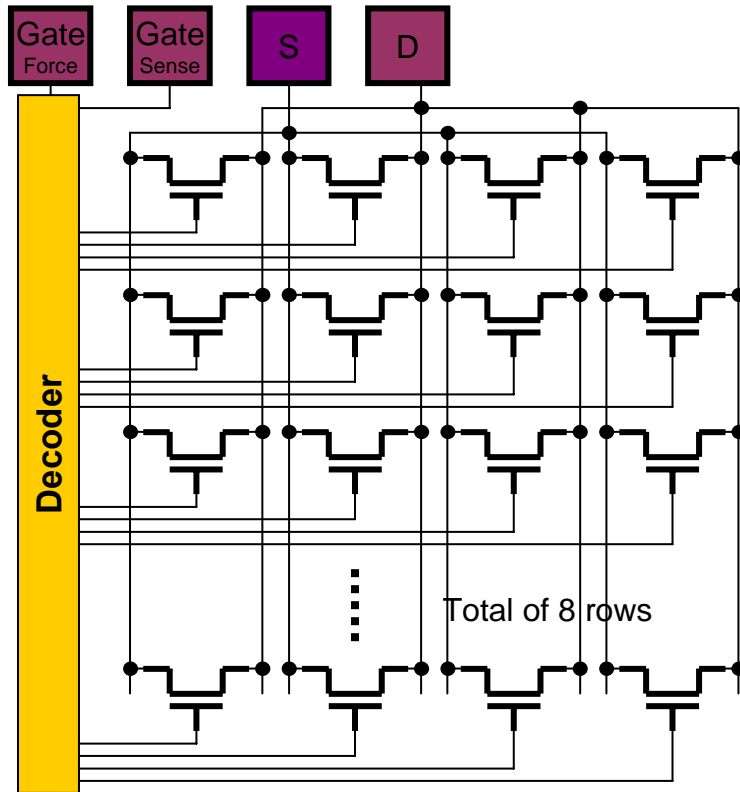 Gate
Force
Gate
Sense
S
D
Decoder
Total of 8 rows